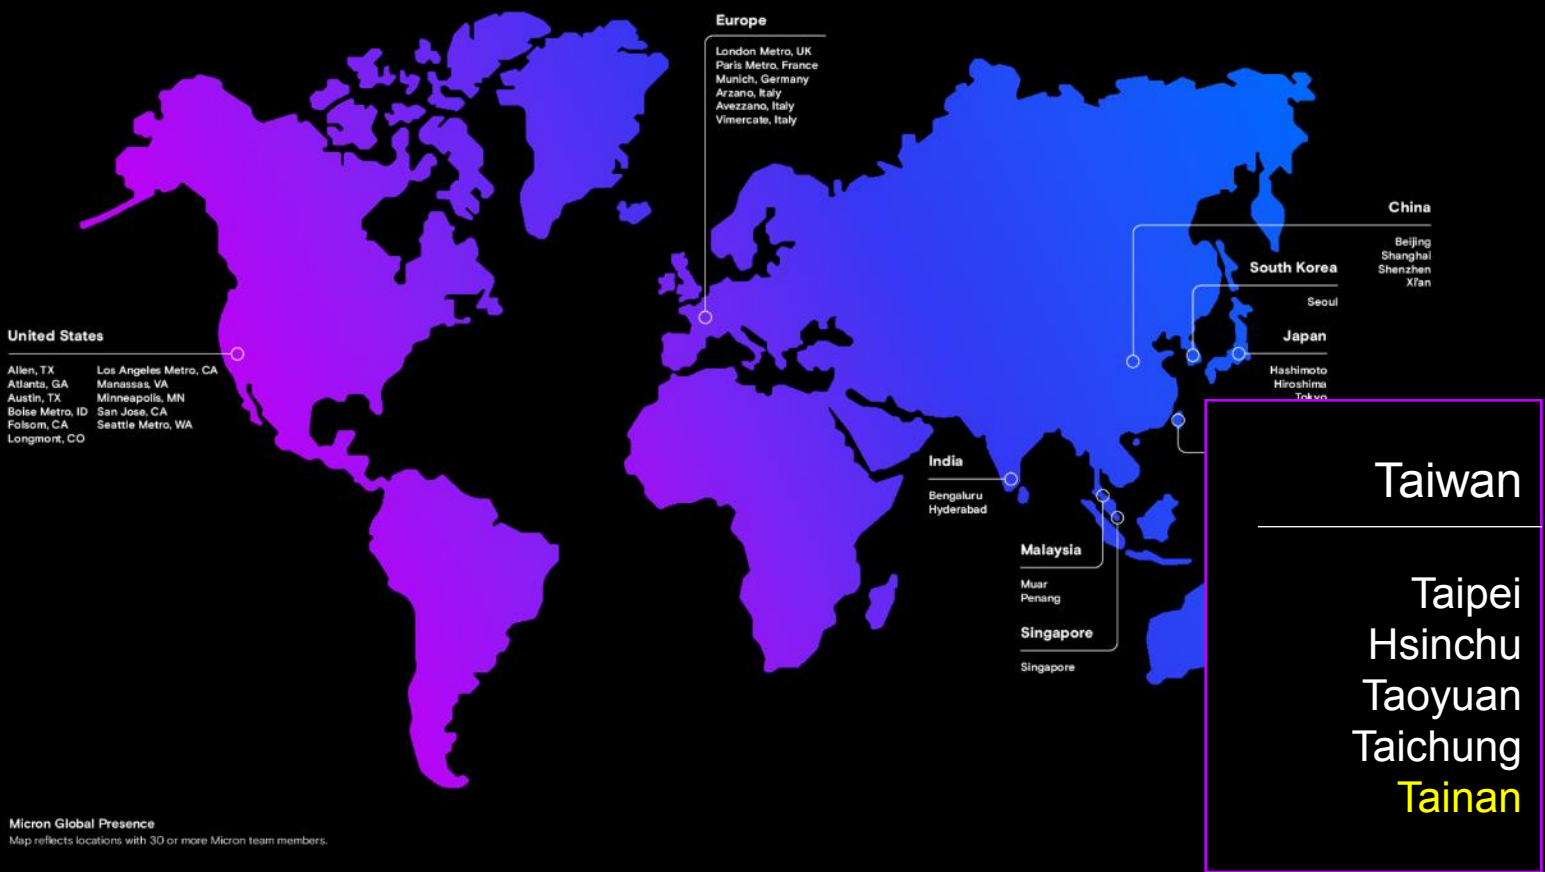 Europe
London Metro, UK
Paris Metro, France
Munich, Germany
Arzano, Italy
Avezzano, Italy
Vimercate, Italy
China
Beijing
Shanghai
Shenzhen
Xi'an
South Korea
Seoul
Japan
Hashimoto
Hiroshima
Tokyo
United States
Allen, TX
Atlanta, GA
Austin, TX
Boise Metro, ID
Folsom, CA
Longmont, CO
Los Angeles Metro, CA
Manassas, VA
Minneapolis, MN
San Jose, CA
Seattle Metro, WA
India
Bengaluru
Hyderabad
Malaysia
Muar
Penang
Singapore
Singapore
Taiwan
Taipei
Hsinchu
Taoyuan
Taichung
Tainan
Micron Global Presence
Map reflects locations with 30 or more Micron team members.